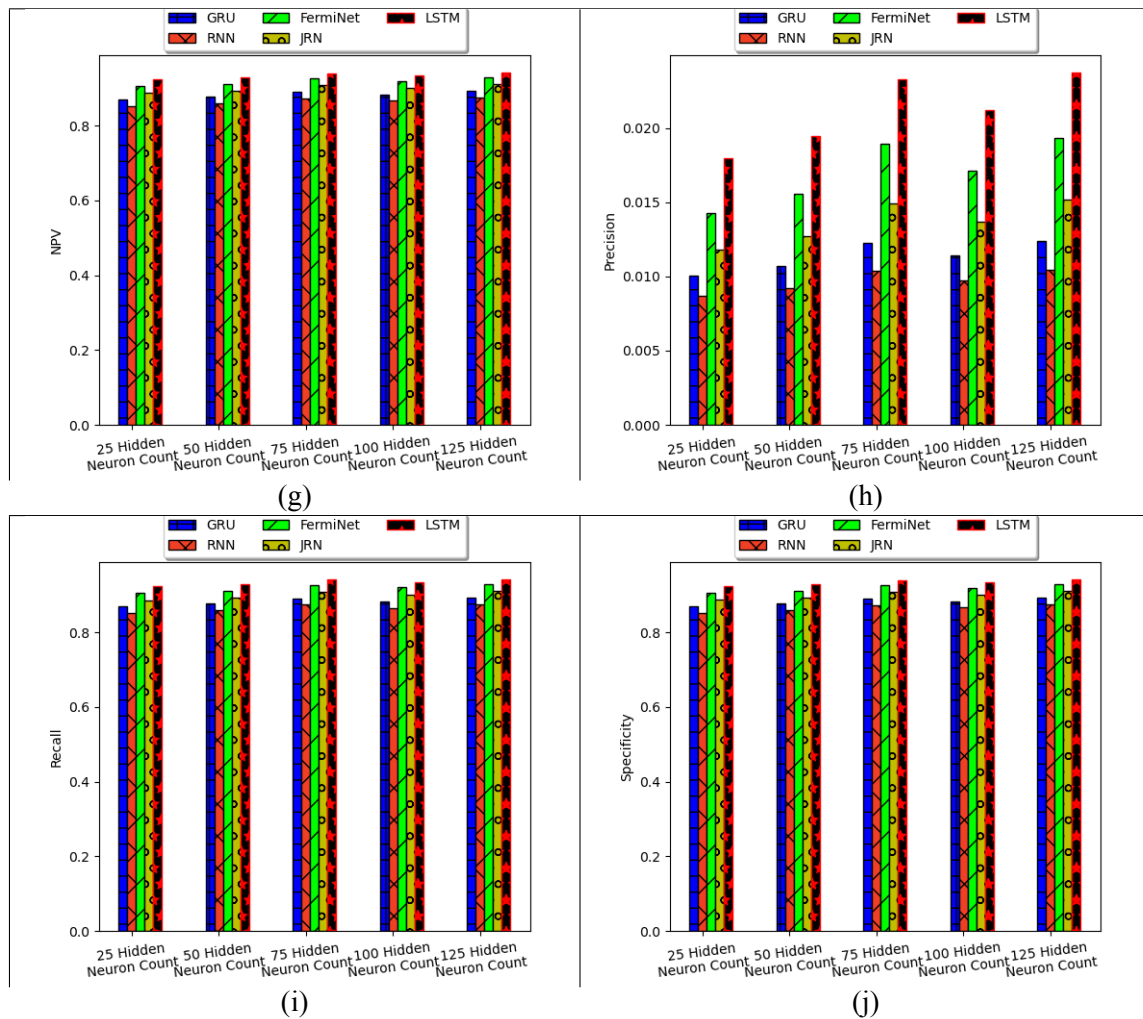 GRU FermiNet LSTM
RNN JRN
0.8
0.6
NPV
0.4
0.2
0.0
25 Hidden Neuron Count
50 Hidden Neuron Count
75 Hidden Neuron Count
100 Hidden Neuron Count
125 Hidden Neuron Count
(g)
GRU FermiNet LSTM
RNN JRN
0.020
0.015
Precision
0.010
0.005
0.000
25 Hidden Neuron Count
50 Hidden Neuron Count
75 Hidden Neuron Count
100 Hidden Neuron Count
125 Hidden Neuron Count
(h)
GRU FermiNet LSTM
RNN JRN
0.8
0.6
Recall
0.4
0.2
0.0
25 Hidden Neuron Count
50 Hidden Neuron Count
75 Hidden Neuron Count
100 Hidden Neuron Count
125 Hidden Neuron Count
(i)
GRU FermiNet LSTM
RNN JRN
0.8
0.6
Specificity
0.4
0.2
0.0
25 Hidden Neuron Count
50 Hidden Neuron Count
75 Hidden Neuron Count
100 Hidden Neuron Count
125 Hidden Neuron Count
(j)